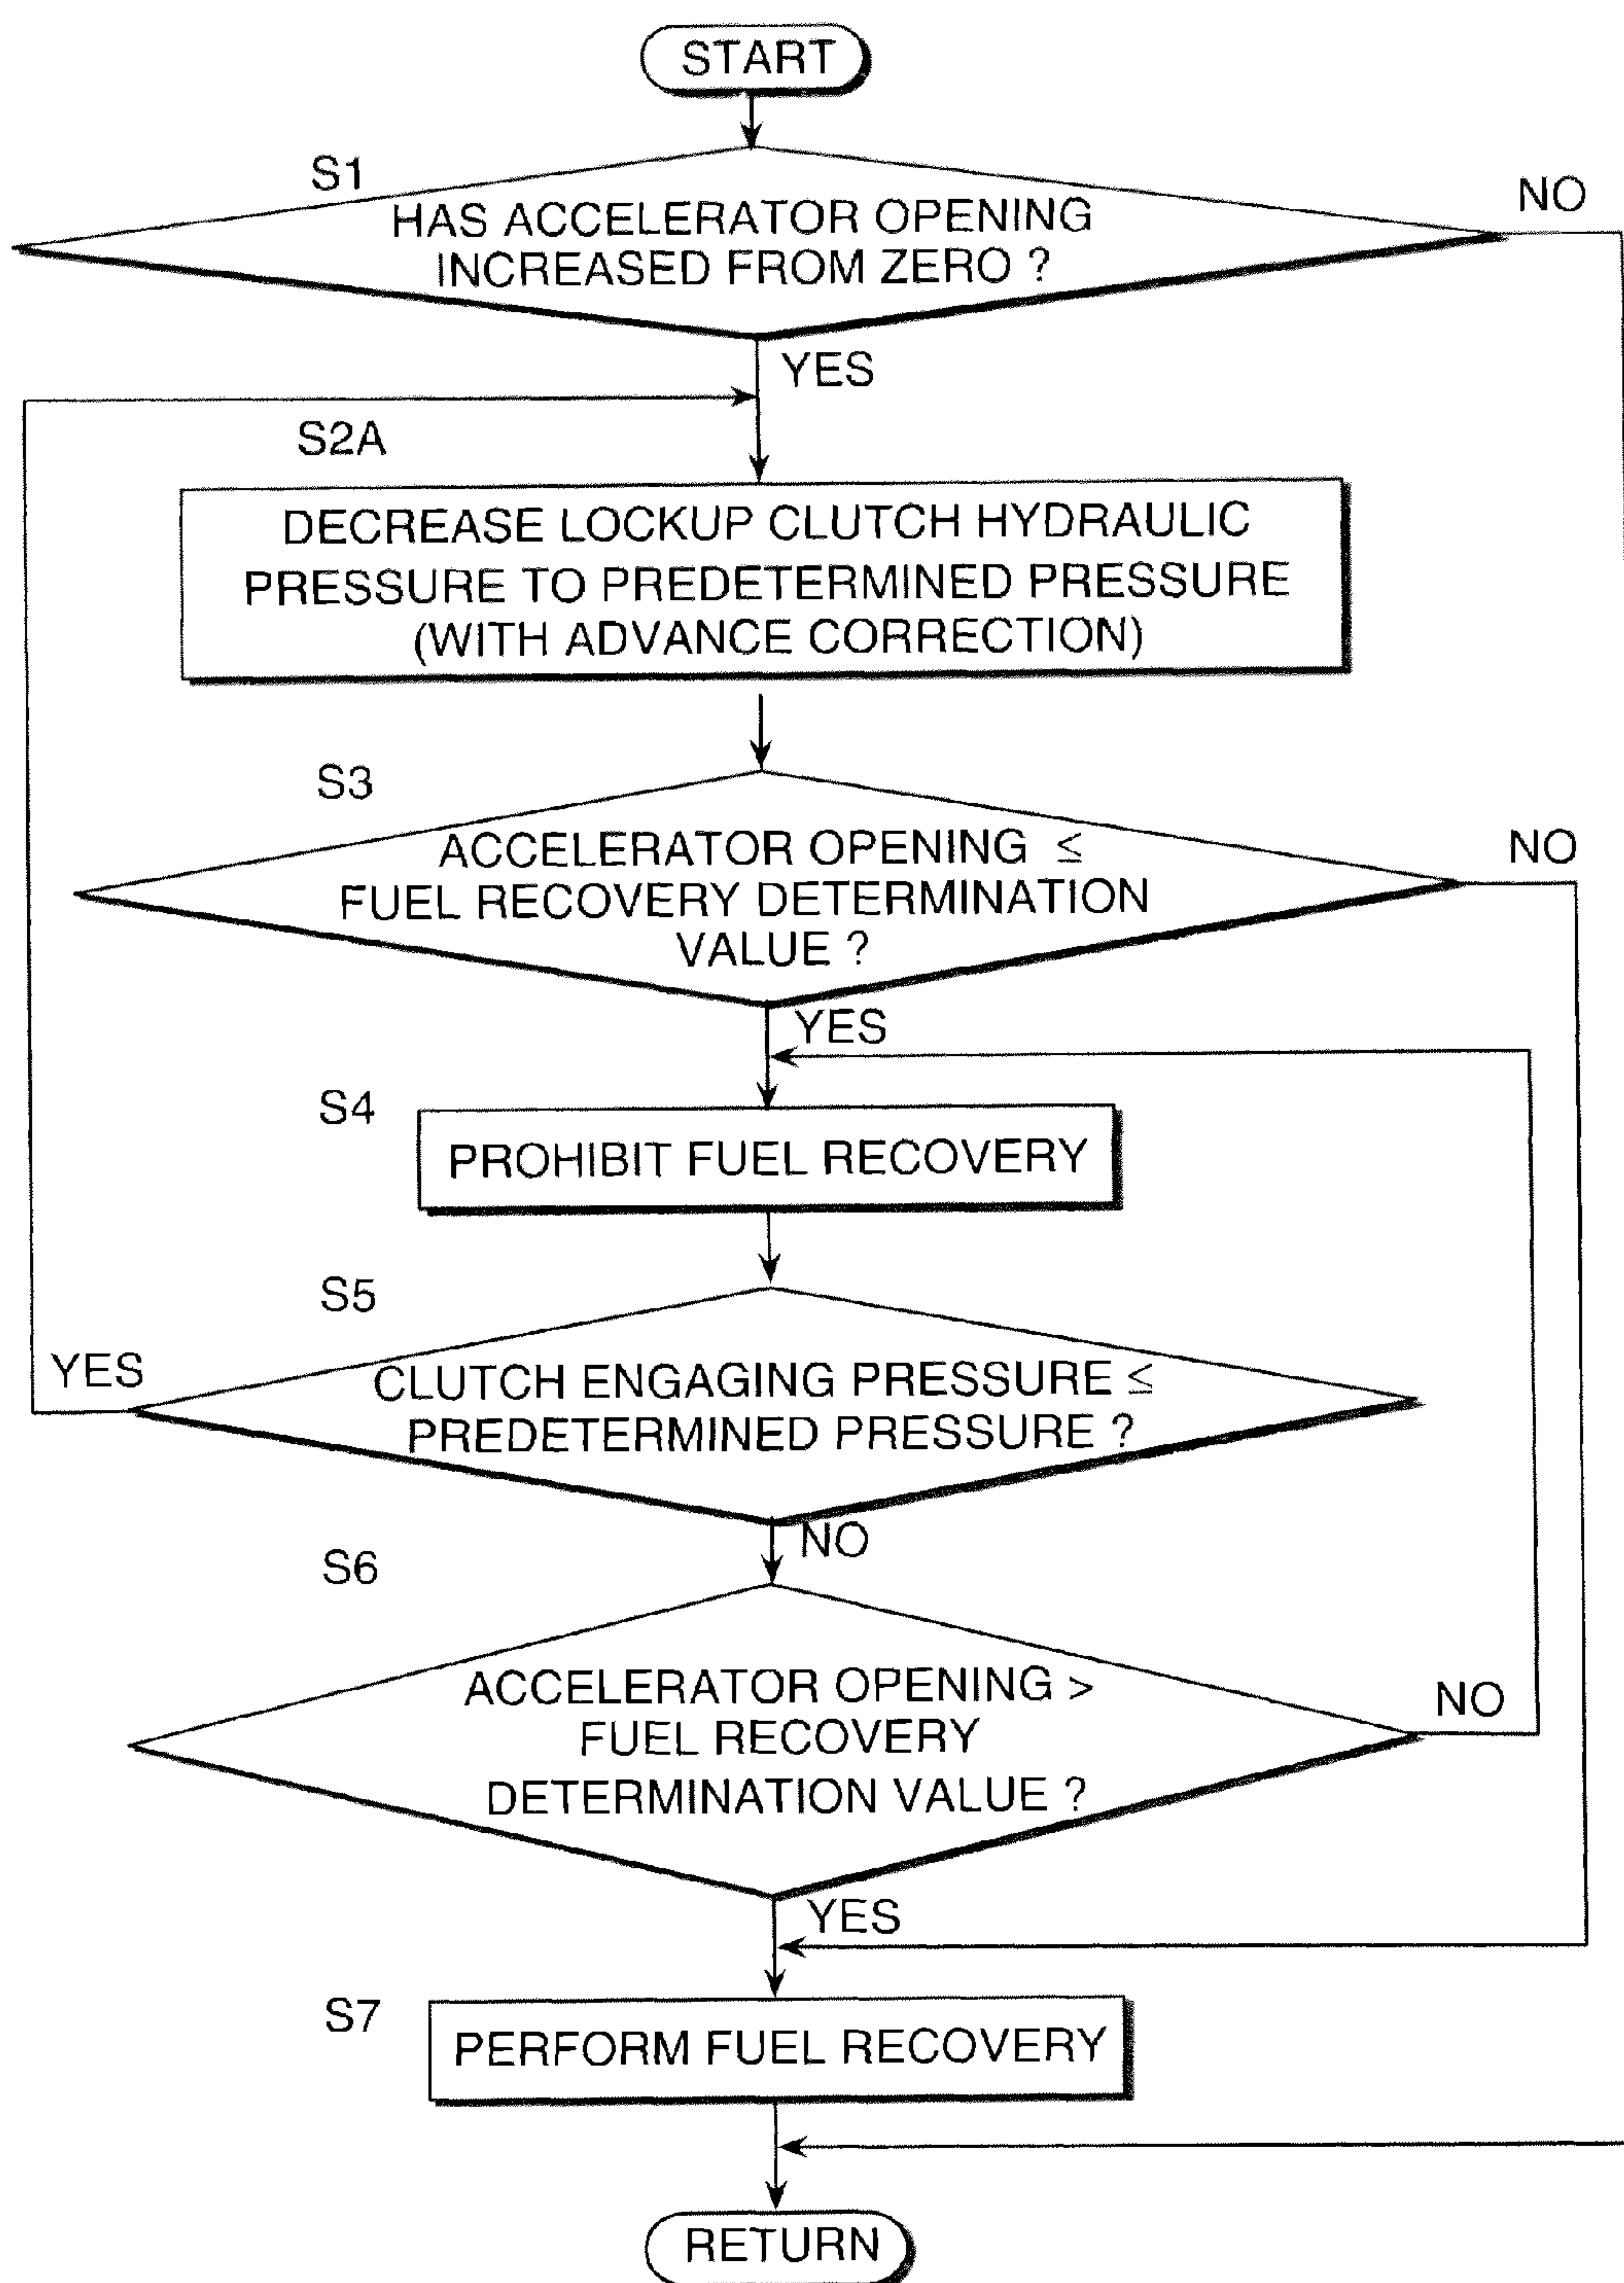 START
S1
HAS ACCELERATOR OPENING
INCREASED FROM ZERO ?
NO
YES
S2A
DECREASE LOCKUP CLUTCH HYDRAULIC
PRESSURE TO PREDETERMINED PRESSURE
(WITH ADVANCE CORRECTION)
S3
ACCELERATOR OPENING ≤
FUEL RECOVERY DETERMINATION
VALUE ?
NO
YES
S4
PROHIBIT FUEL RECOVERY
S5
YES
CLUTCH ENGAGING PRESSURE ≤
PREDETERMINED PRESSURE ?
NO
S6
ACCELERATOR OPENING >
FUEL RECOVERY
DETERMINATION VALUE ?
NO
YES
S7
PERFORM FUEL RECOVERY
RETURN